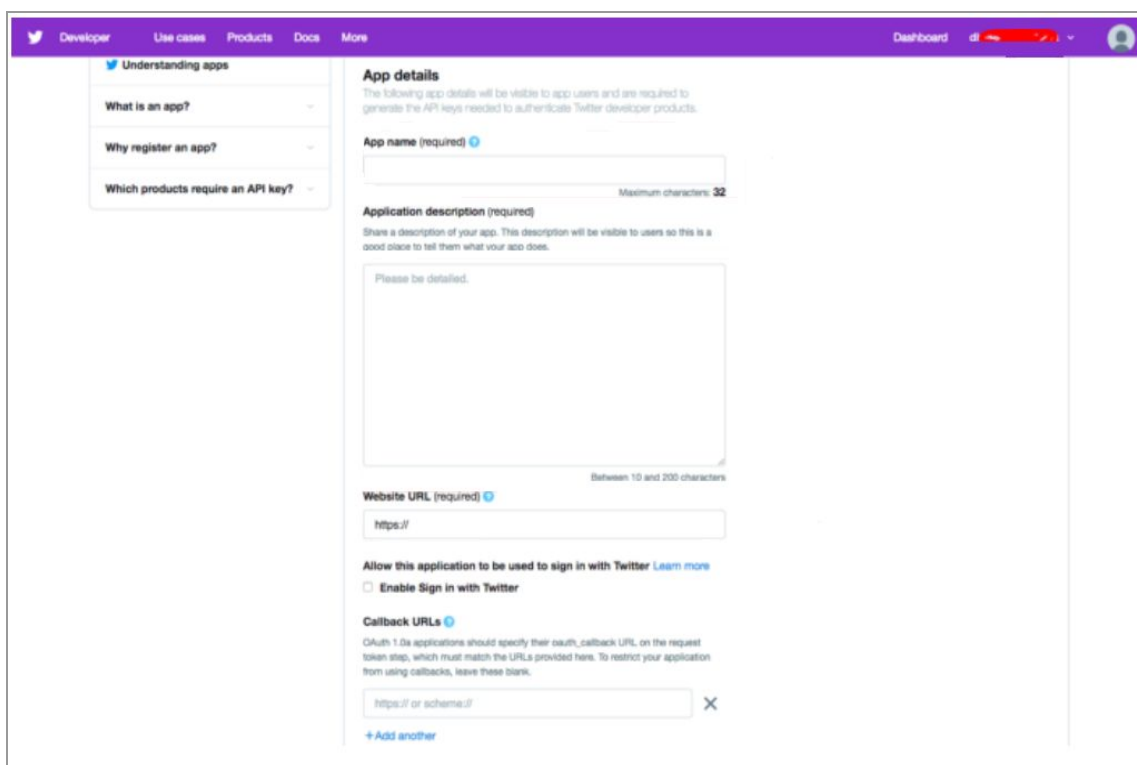 Developer Use cases Products Docs More Dashboard
Understanding apps
What is an app?
Why register an app?
Which products require an API key?
App details
The following app details will be visible to app users and are required to
generate the API keys needed to authenticate Twitter developer products.
App name (required)
Maximum characters: 32
Application description (required)
Share a description of your app. This description will be visible to users so this is a
good place to tell them what your app does.
Please be detailed.
Between 10 and 200 characters
Website URL (required)
https://
Allow this application to be used to sign in with Twitter Learn more
Enable Sign in with Twitter
Callback URLs
OAuth 1.0a applications should specify their oauth_callback URL on the request
token step, which must match the URLs provided here. To restrict your application
from using callbacks, leave these blank.
https:// or scheme://
+Add another